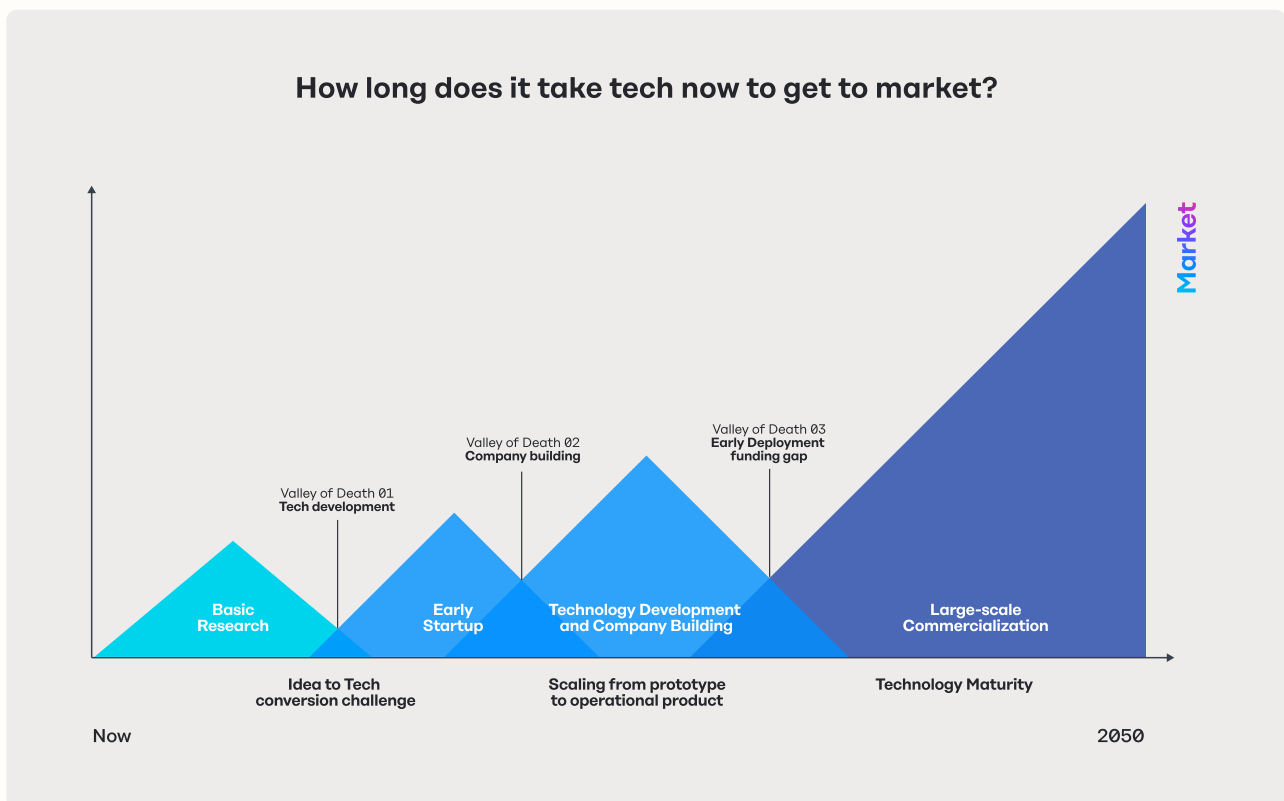 How long does it take tech now to get to market?
Market
Valley of Death 03
Early Deployment
funding gap
Valley of Death 02
Company building
Valley of Death 01
Tech development
Basic
Research
Early
Startup
Technology Development
and Company Building
Large-scale
Commercialization
Idea to Tech
conversion challenge
Scaling from prototype
to operational product
Technology Maturity
Now
2050